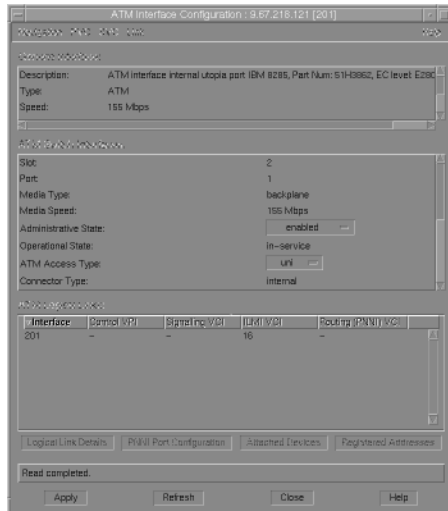 ATM Interface Configuration : 9.67.218.121 [201]
Help
Description: ATM interface internal utopia port IBM 8285, Part Num: 51H3862, EC level: E280
Type: ATM
Speed: 155 Mbps
Slot: 2
Port: 1
Media Type: backplane
Media Speed: 155 Mbps
Administrative State: enabled
Operational State: in-service
ATM Access Type: uni
Connector Type: internal
Interface Control VPI Signaling VCI ILMI VCI Routing (PNNI) VCI
201 - - 16 -
Logical Link Details PNNI Port Configuration Attached Devices Registered Addresses
Read completed.
Apply Refresh Close Help